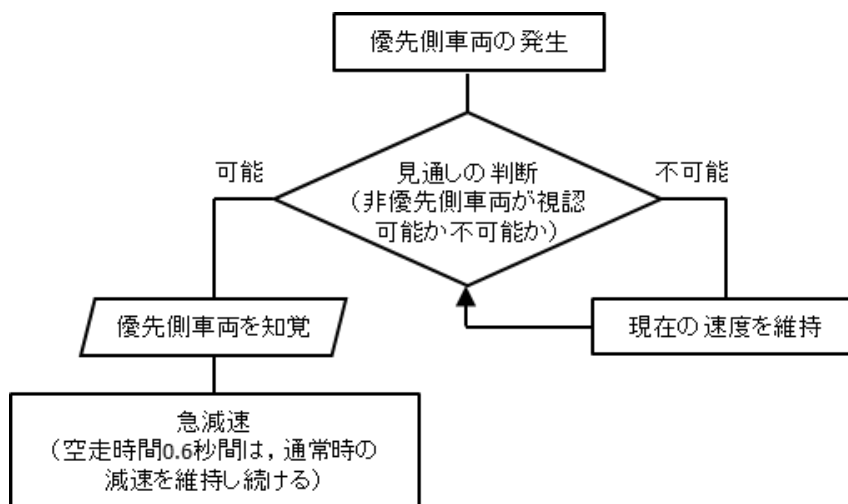 優先側車両の発生
可能
見通しの判断
不可能
（非優先側車両が視認
可能か不可能か）
優先側車両を知覚
現在の速度を維持
急減速
（空走時間0.6秒間は，通常時の
減速を維持し続ける）